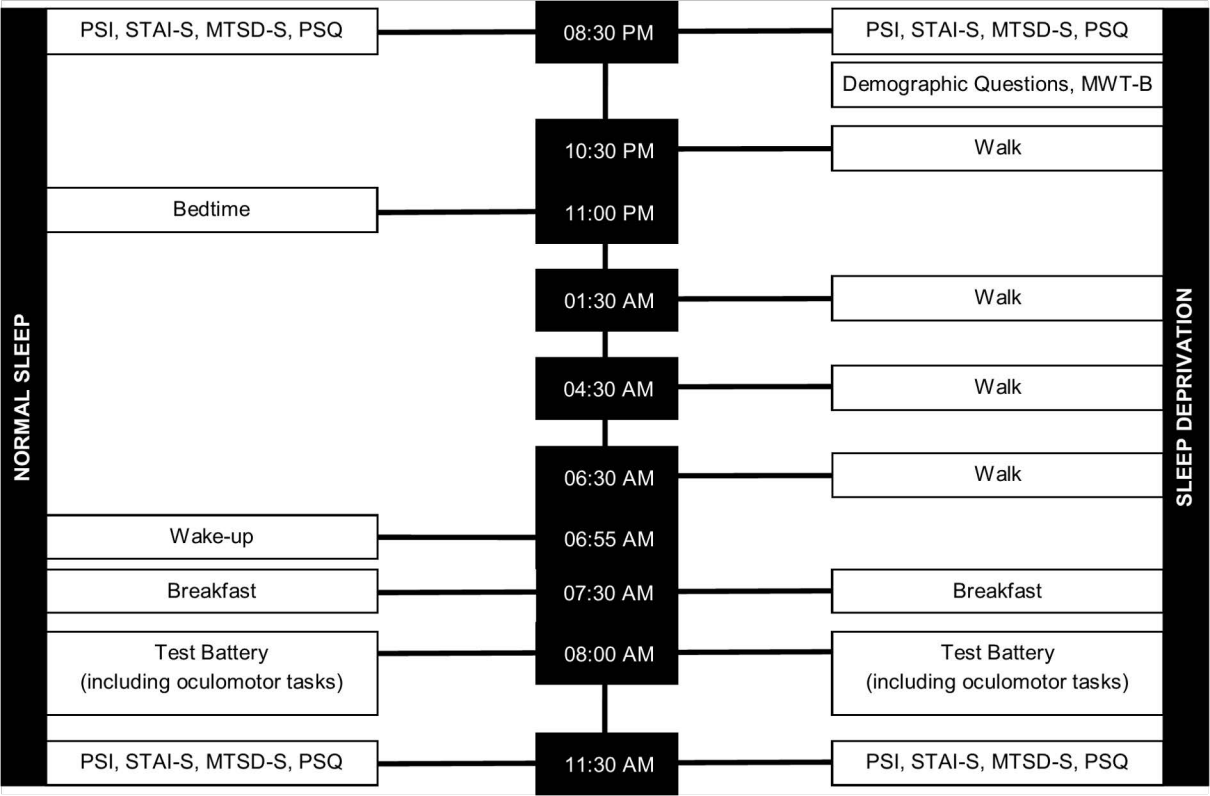 NORMAL SLEEP
SLEEP DEPRIVATION
PSI, STAI-S, MTSD-S, PSQ
08:30 PM
PSI, STAI-S, MTSD-S, PSQ
Demographic Questions, MWT-B
10:30 PM
Walk
Bedtime
11:00 PM
01:30 AM
Walk
04:30 AM
Walk
06:30 AM
Walk
Wake-up
06:55 AM
Breakfast
07:30 AM
Breakfast
Test Battery
(including oculomotor tasks)
08:00 AM
Test Battery
(including oculomotor tasks)
PSI, STAI-S, MTSD-S, PSQ
11:30 AM
PSI, STAI-S, MTSD-S, PSQ